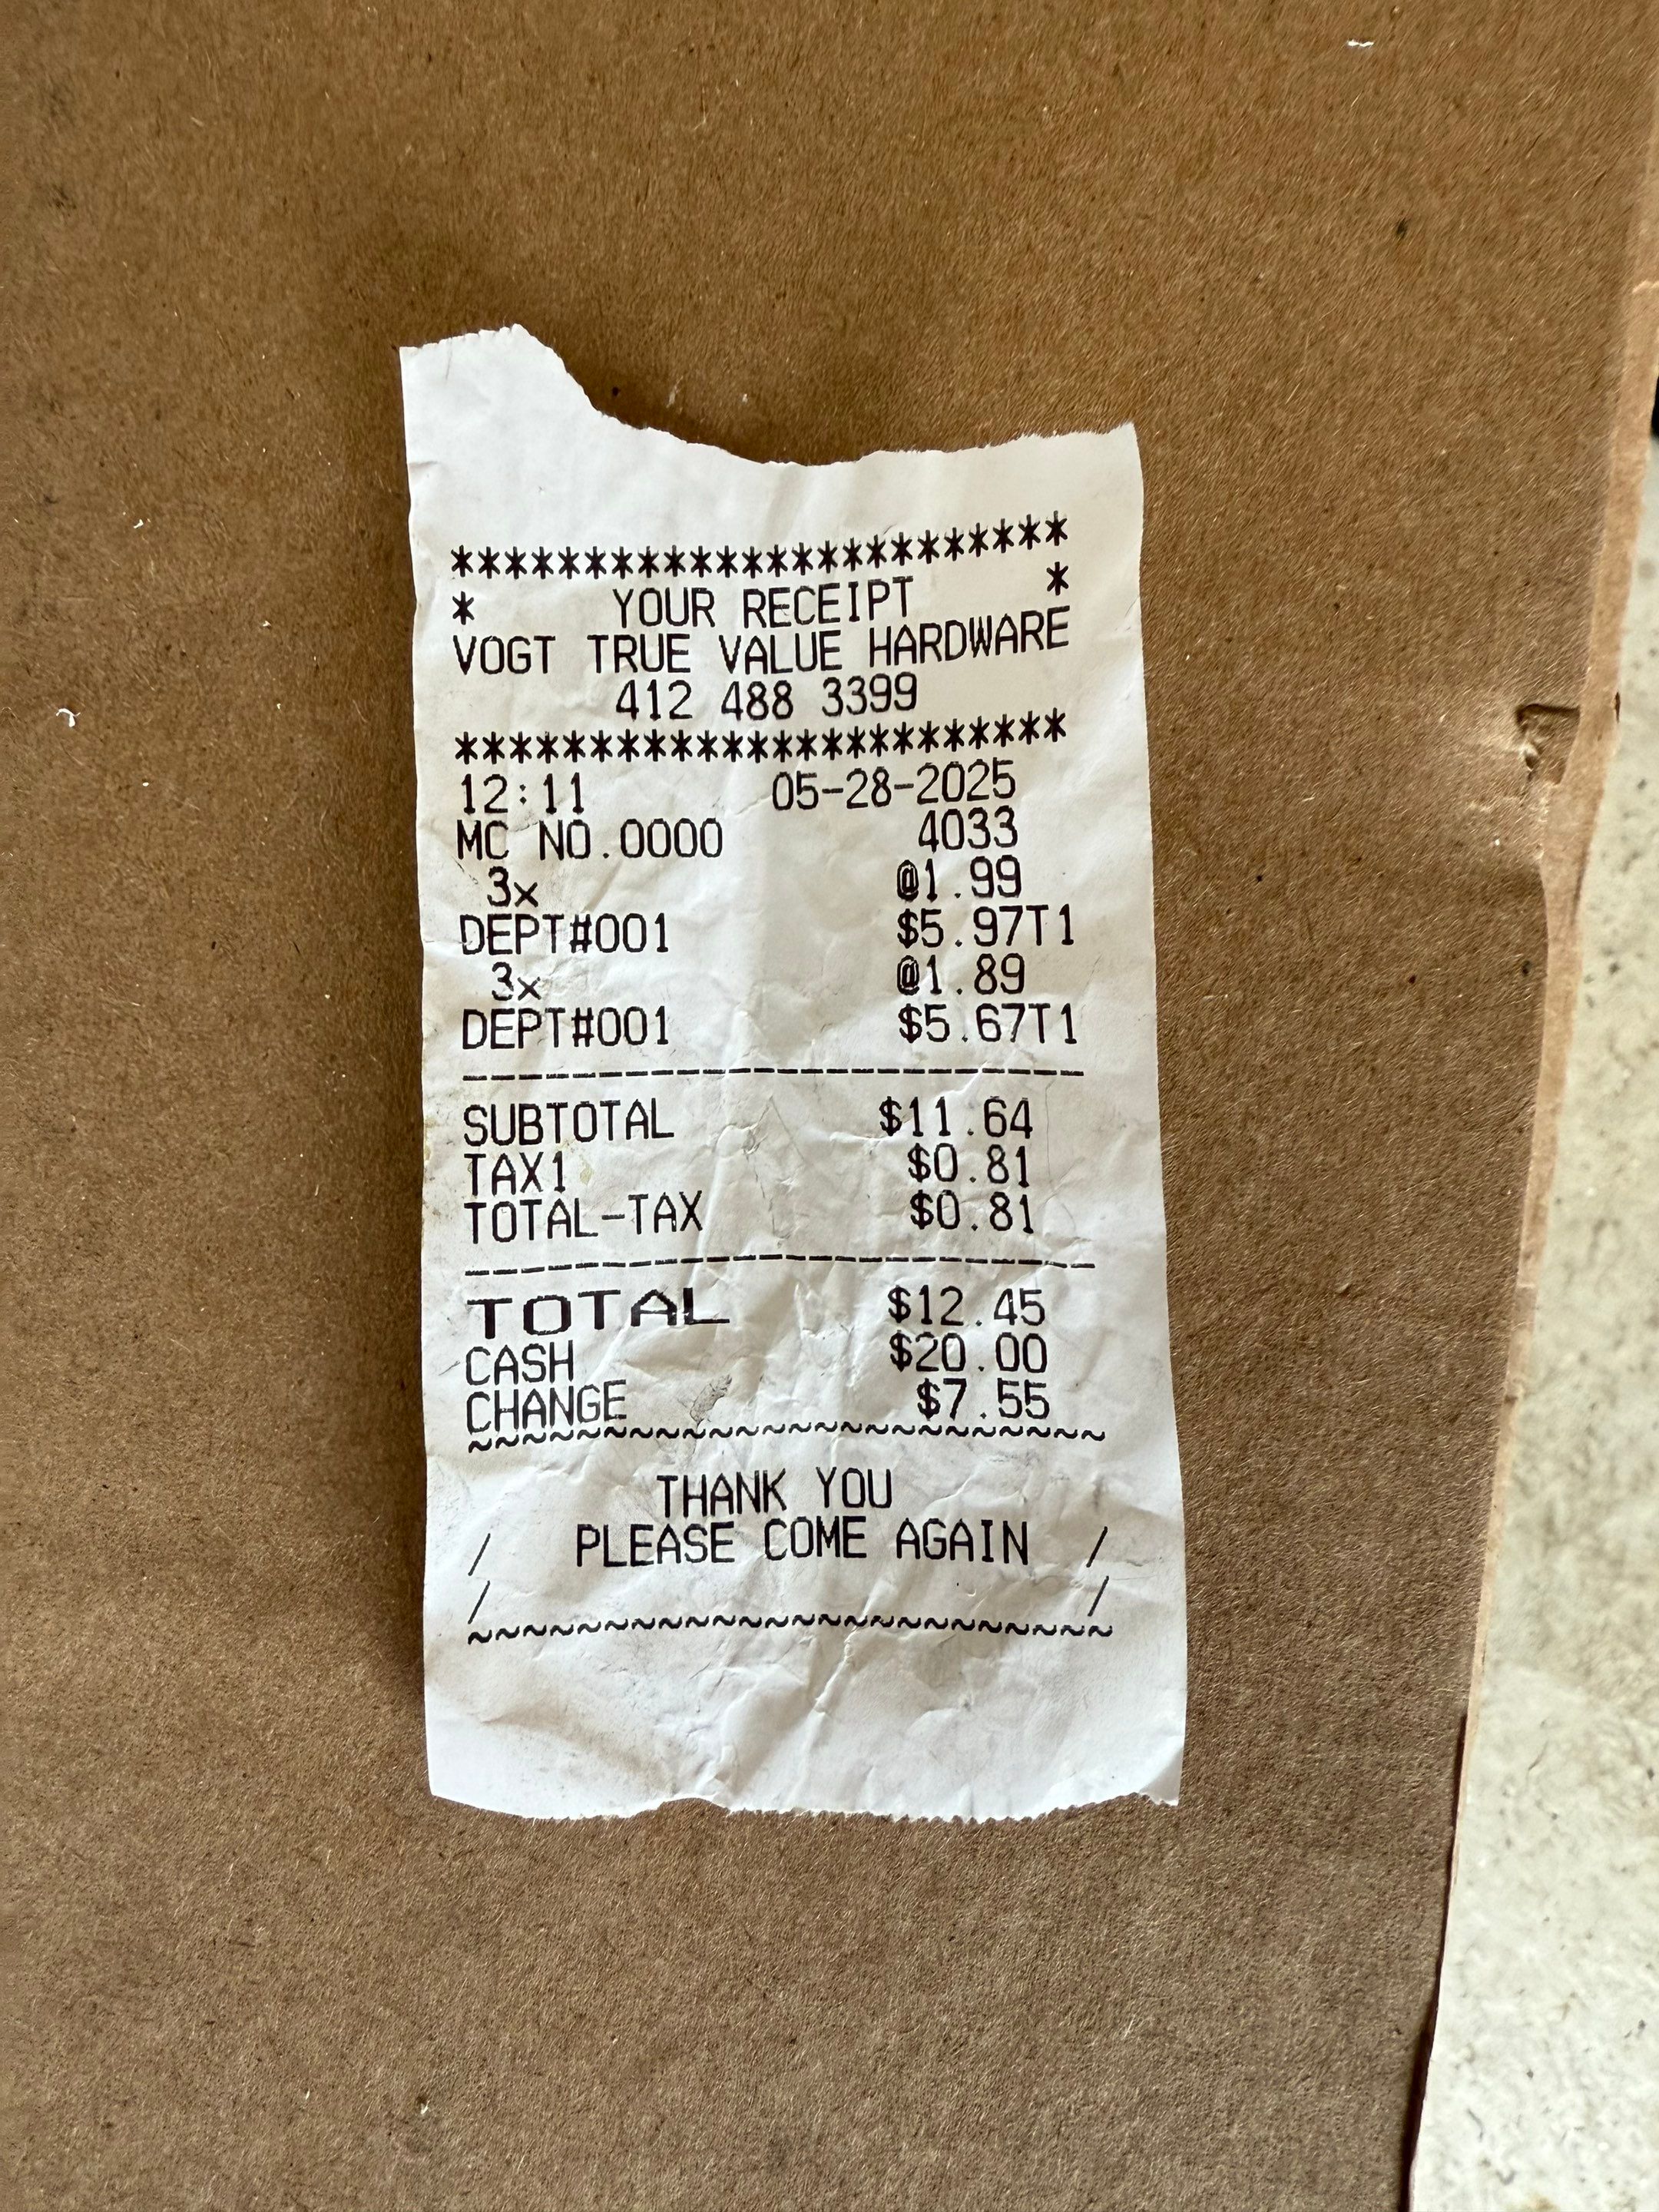 ************************
* YOUR RECEIPT *
VOGT TRUE VALUE HARDWARE
412 488 3399
************************
12:11 05-28-2025
MC NO.0000 4033
3x @1.99
DEPT#001 $5.97T1
3x @1.89
DEPT#001 $5.67T1
------------------------
SUBTOTAL $11.64
TAX1 $0.81
TOTAL-TAX $0.81
------------------------
TOTAL $12.45
CASH $20.00
CHANGE $7.55
~~~~~~~~~~~~~~~~~~~~~~~~
THANK YOU
/ PLEASE COME AGAIN /
/ /
~~~~~~~~~~~~~~~~~~~~~~~~